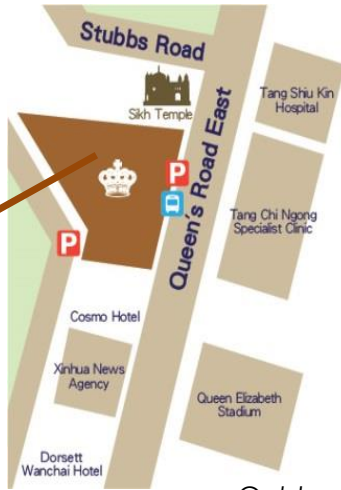 Stubbs Road
Sikh Temple
Tang Shiu Kin
Hospital
P
Queen's Road East
Tang Chi Ngong
Specialist Clinic
P
Cosmo Hotel
Xinhua News
Agency
Queen Elizabeth
Stadium
Dorsett
Wanchai Hotel